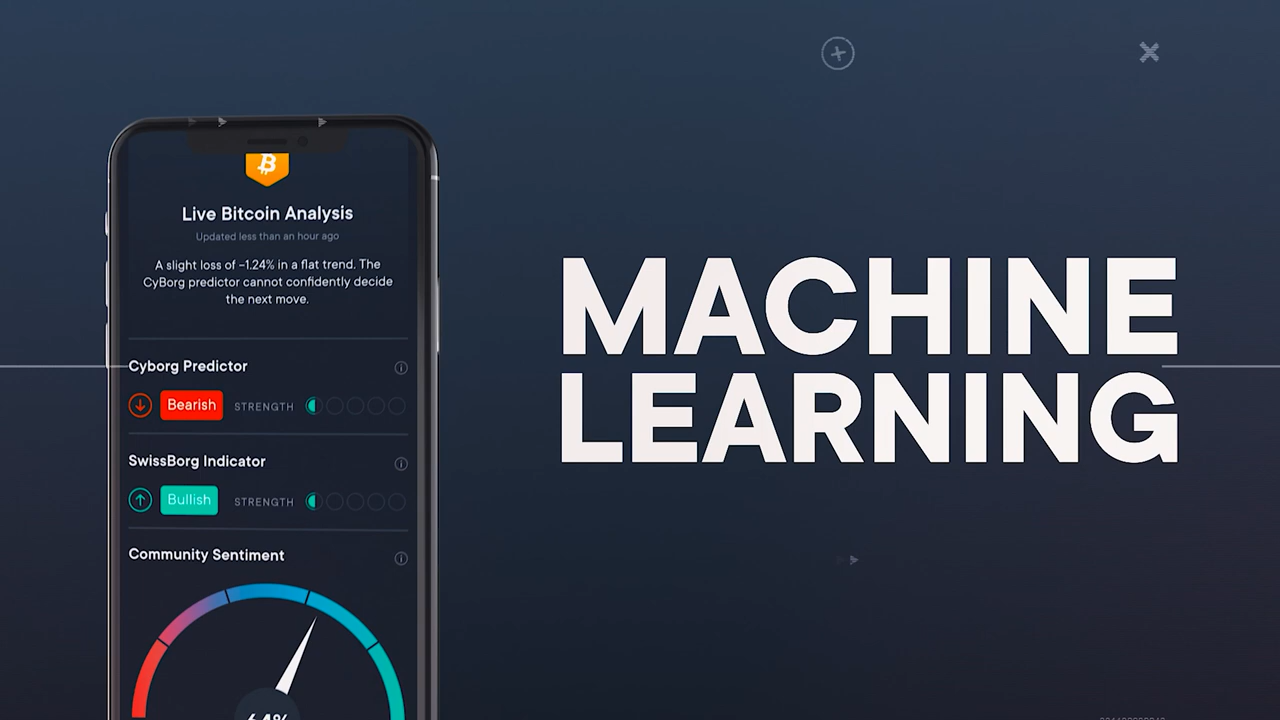 Live Bitcoin Analysis
Updated less than an hour ago
A slight loss of –1.24% in a flat trend. The
CyBorg predictor cannot confidently decide
the next move.
Cyborg Predictor
Bearish STRENGTH
SwissBorg Indicator
Bullish STRENGTH
Community Sentiment
MACHINE
LEARNING